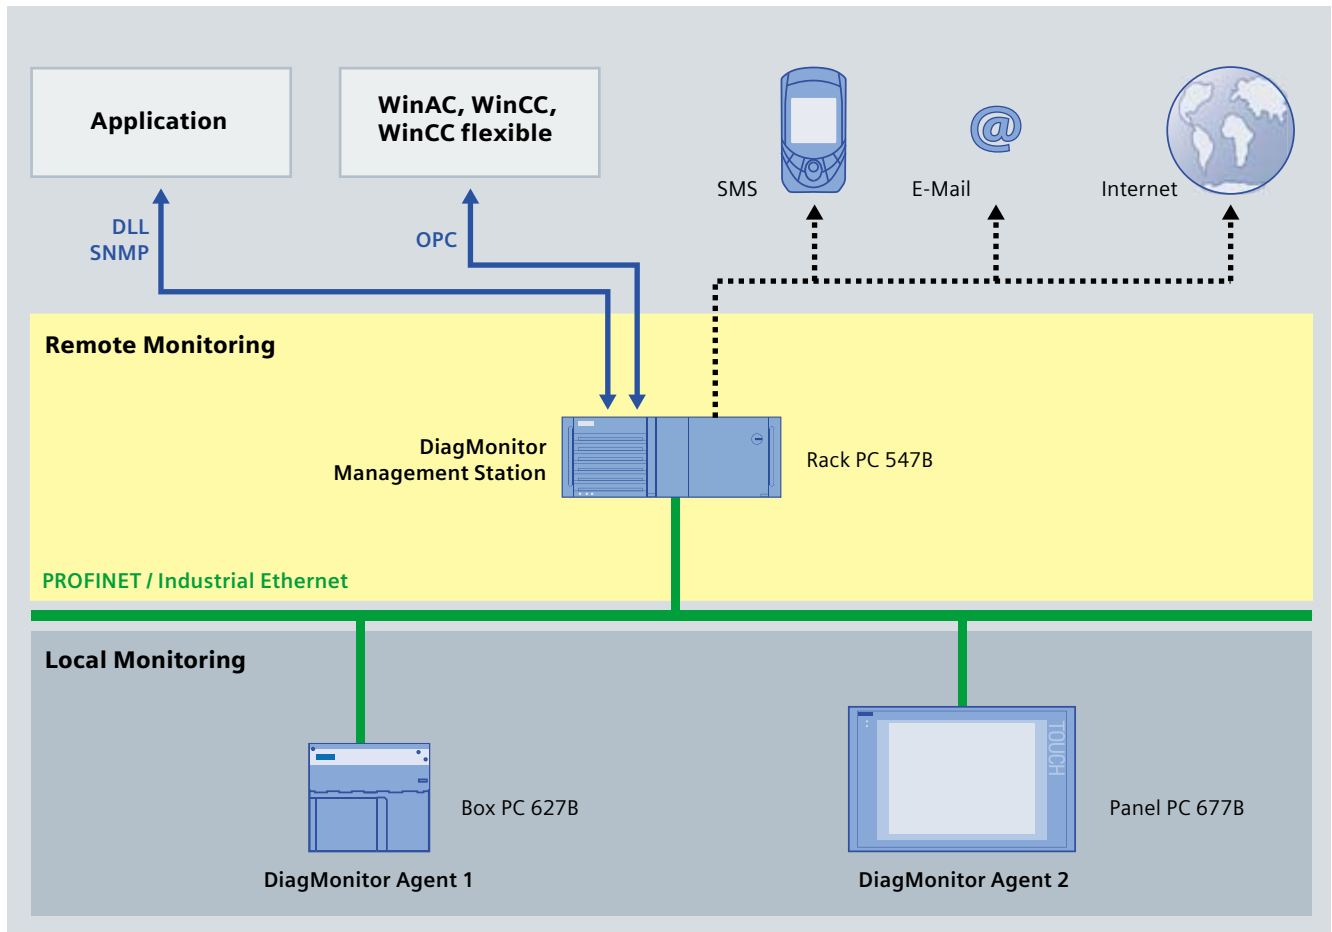 Application
WinAC, WinCC,
WinCC flexible
SMS
E-Mail
Internet
DLL
SNMP
OPC
Remote Monitoring
DiagMonitor
Management Station
Rack PC 547B
PROFINET / Industrial Ethernet
Local Monitoring
TOUCH
Box PC 627B
Panel PC 677B
DiagMonitor Agent 1
DiagMonitor Agent 2